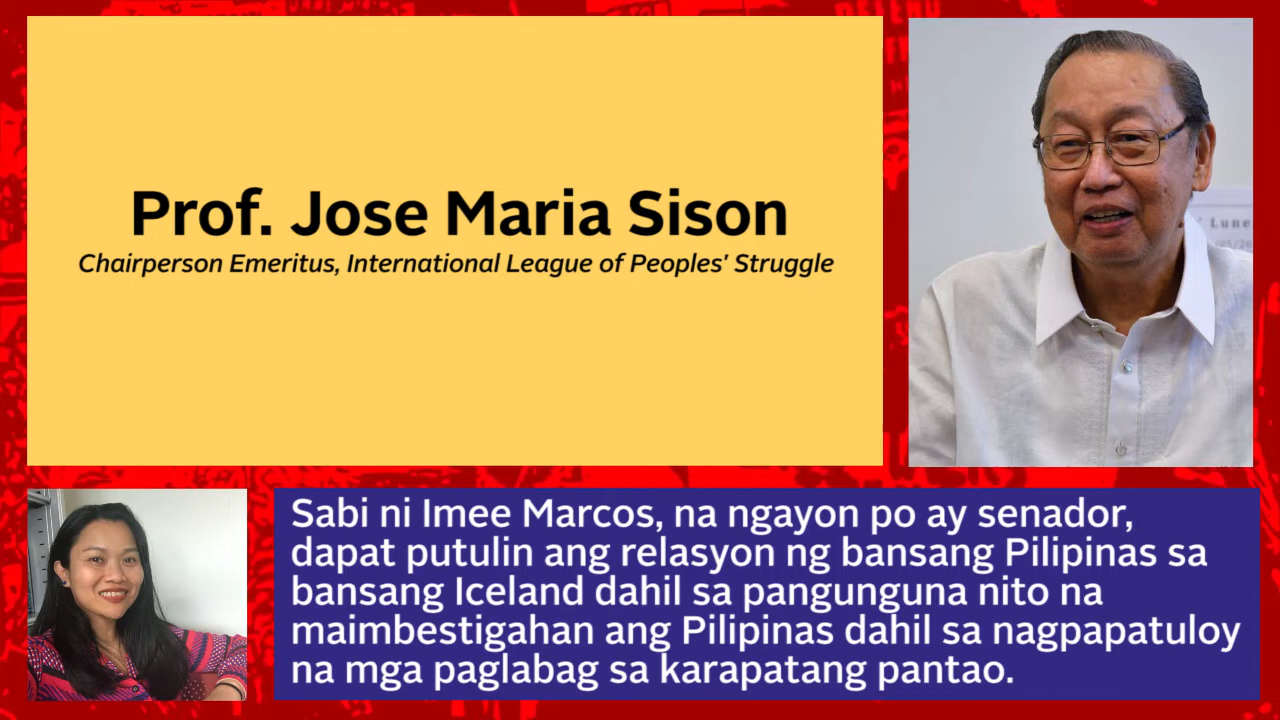 Prof. Jose Maria Sison
Chairperson Emeritus, International League of Peoples' Struggle
Sabi ni Imee Marcos, na ngayon po ay senador,
dapat putulin ang relasyon ng bansang Pilipinas sa
bansang Iceland dahil sa pangunguna nito na
maimbestigahan ang Pilipinas dahil sa nagpapatuloy
na mga paglabag sa karapatang pantao.